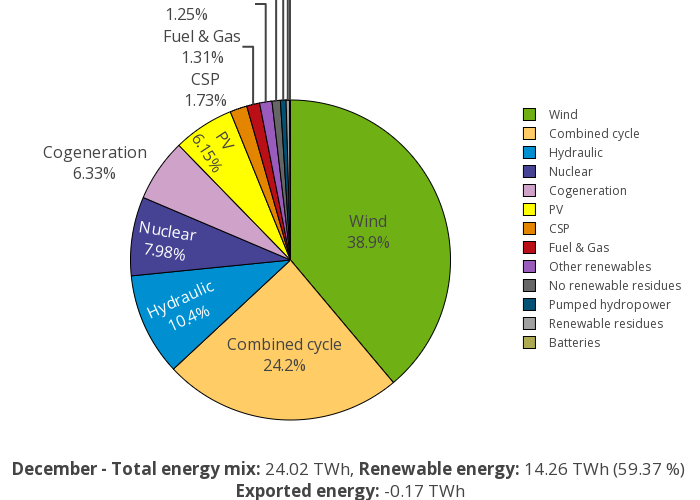 1.25%
Fuel & Gas
1.31%
CSP
1.73%
Cogeneration
6.33%
PV
6.15%
Nuclear
7.98%
Hydraulic
10.4%
Wind
38.9%
Combined cycle
24.2%
Wind
Combined cycle
Hydraulic
Nuclear
Cogeneration
PV
CSP
Fuel & Gas
Other renewables
No renewable residues
Pumped hydropower
Renewable residues
Batteries
December - Total energy mix: 24.02 TWh, Renewable energy: 14.26 TWh (59.37 %)
Exported energy: -0.17 TWh